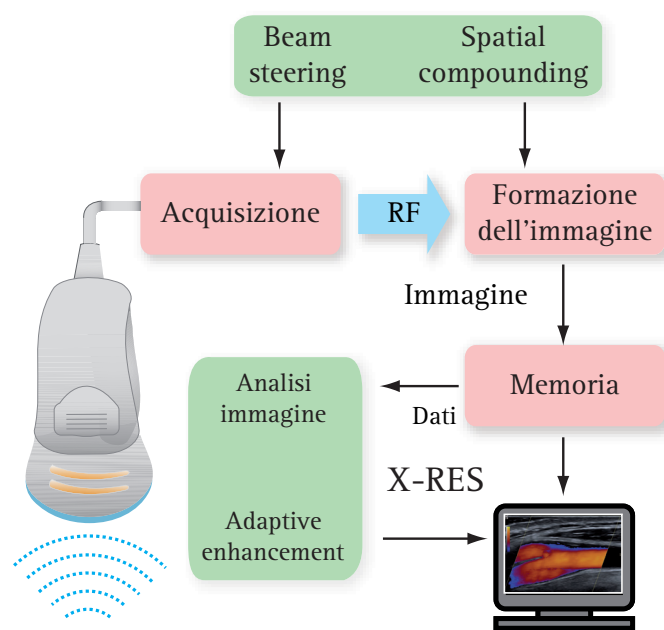 Beam
steering
Spatial
compounding
Acquisizione
RF
Formazione
dell'immagine
Immagine
Memoria
Dati
Analisi
immagine
X-RES
Adaptive
enhancement